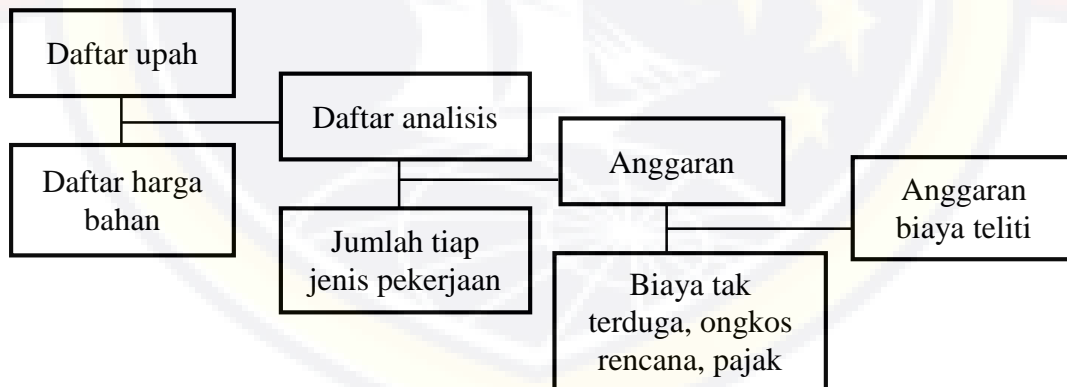 Daftar upah
Daftar harga
bahan
Daftar analisis
Jumlah tiap
jenis pekerjaan
Anggaran
Biaya tak
terduga, ongkos
rencana, pajak
Anggaran
biaya teliti